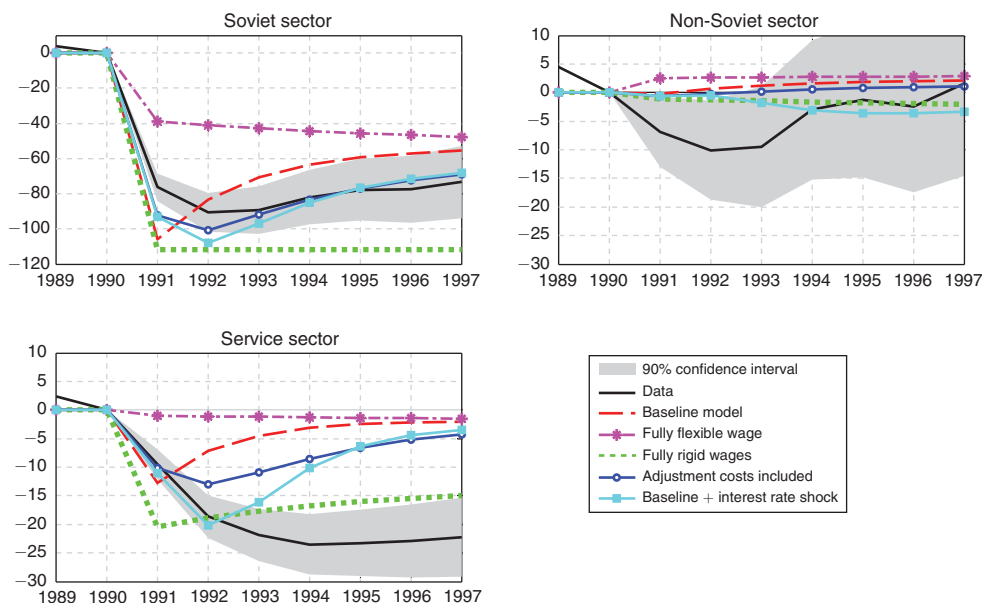 Soviet sector
0
−20
−40
−60
−80
−100
−120
1989 1990 1991 1992 1993 1994 1995 1996 1997
Non-Soviet sector
10
5
0
−5
−10
−15
−20
−25
−30
1989 1990 1991 1992 1993 1994 1995 1996 1997
Service sector
10
5
0
−5
−10
−15
−20
−25
−30
1989 1990 1991 1992 1993 1994 1995 1996 1997
90% confidence interval
Data
Baseline model
Fully flexible wage
Fully rigid wages
Adjustment costs included
Baseline + interest rate shock